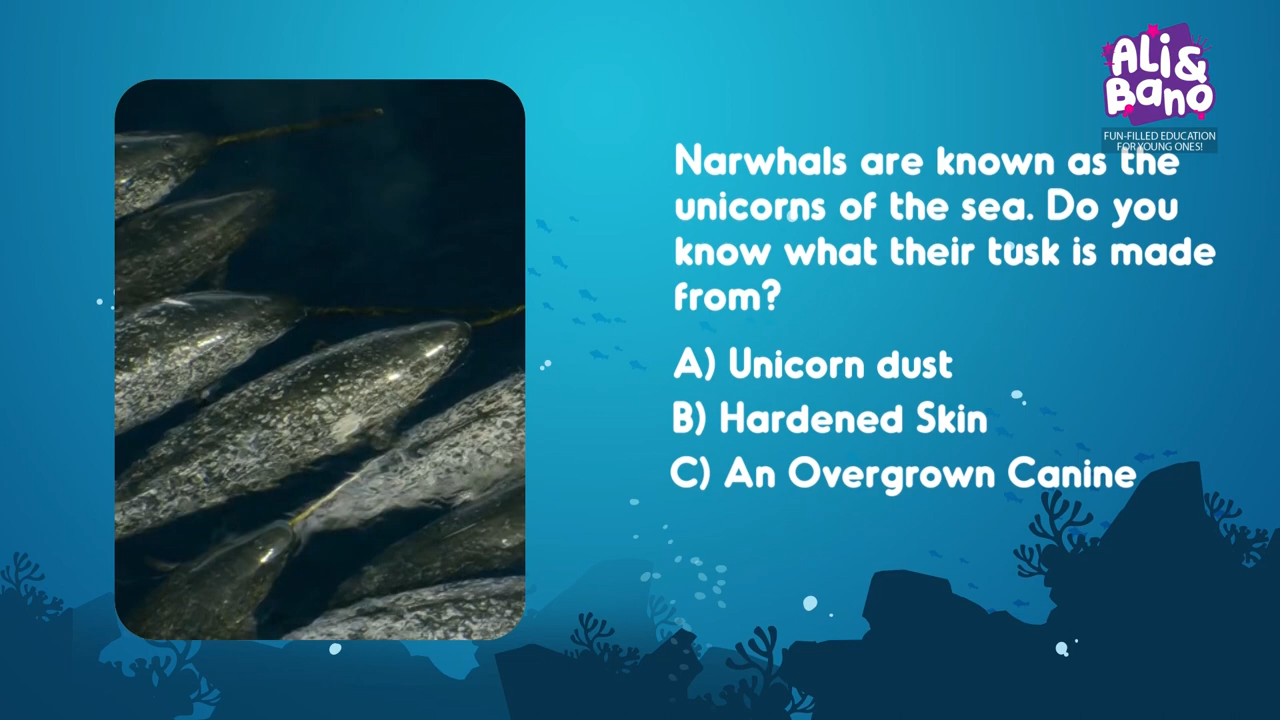 Ali &
Bano
FUN-FILLED EDUCATION
FOR YOUNG ONES!
Narwhals are known as the
unicorns of the sea. Do you
know what their tusk is made
from?
A) Unicorn dust
B) Hardened Skin
C) An Overgrown Canine